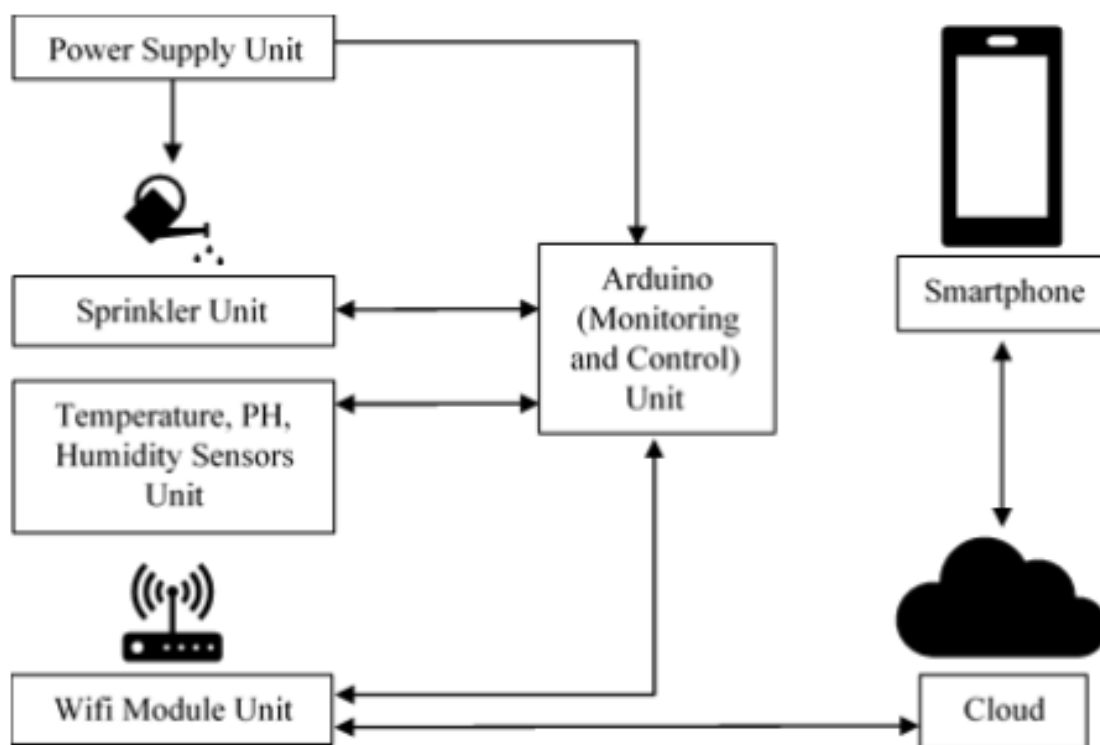 Power Supply Unit
Sprinkler Unit
Temperature, PH,
Humidity Sensors
Unit
Wifi Module Unit
Arduino
(Monitoring
and Control)
Unit
Smartphone
Cloud